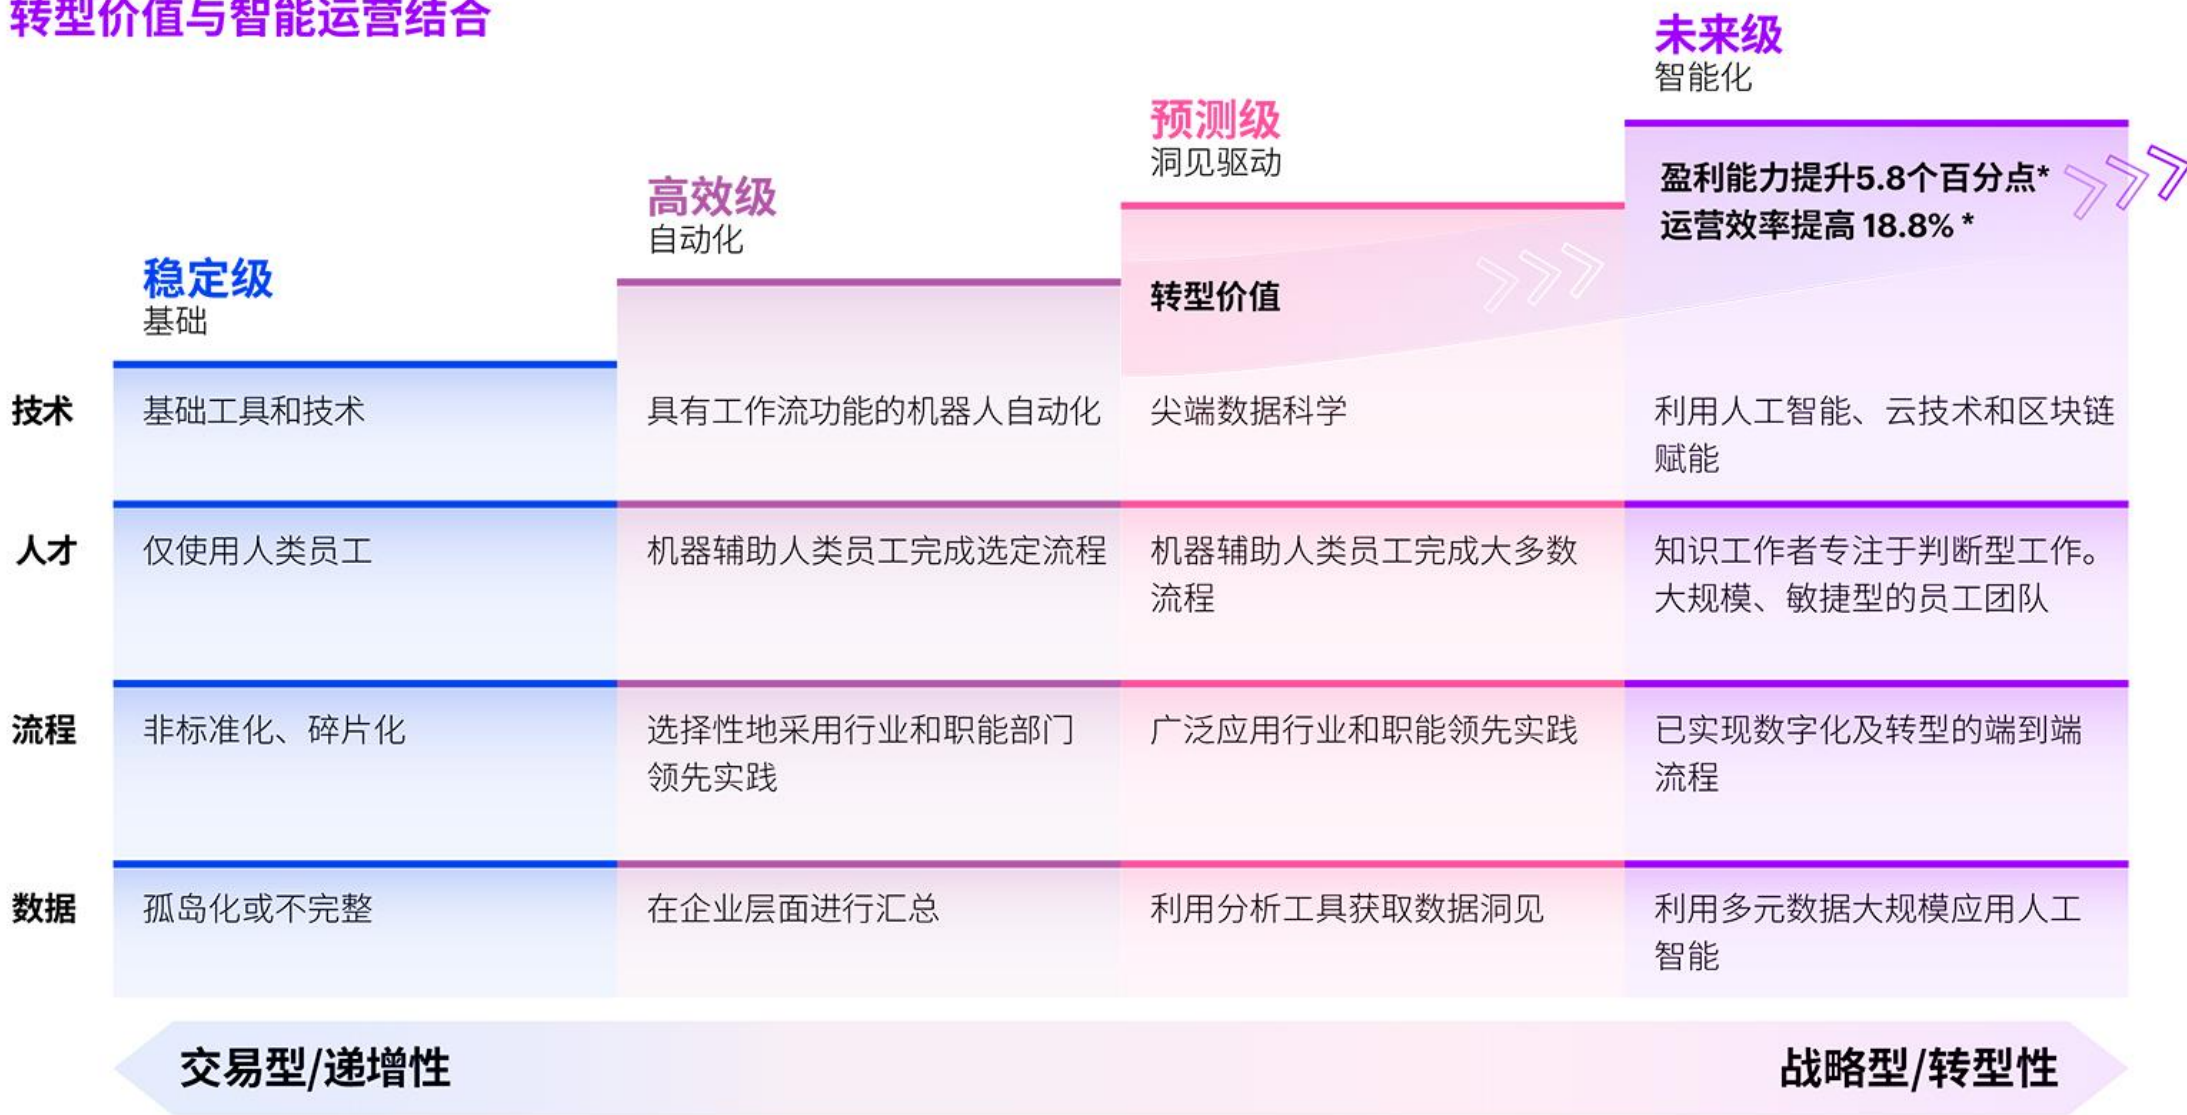 转型价值与智能运营结合
未来级
智能化
预测级
洞见驱动
高效级
自动化
稳定级
基础
盈利能力提升5.8个百分点*
运营效率提高 18.8% *
转型价值
技术
基础工具和技术
具有工作流功能的机器人自动化
尖端数据科学
利用人工智能、云技术和区块链
赋能
人才
仅使用人类员工
机器辅助人类员工完成选定流程
机器辅助人类员工完成大多数
流程
知识工作者专注于判断型工作。
大规模、敏捷型的员工团队
流程
非标准化、碎片化
选择性地采用行业和职能部门
领先实践
广泛应用行业和职能领先实践
已实现数字化及转型的端到端
流程
数据
孤岛化或不完整
在企业层面进行汇总
利用分析工具获取数据洞见
利用多元数据大规模应用人工
智能
交易型/递增性
战略型/转型性